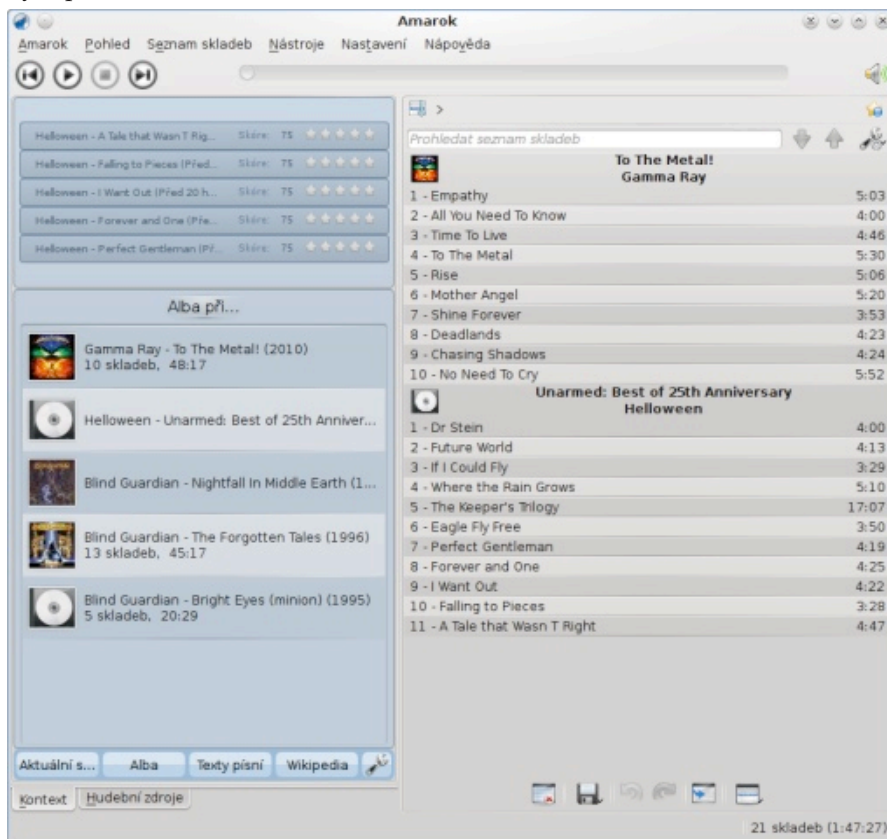 Amarok
Amarok Pohled Seznam skladeb Nástroje Nastavení Nápověda
Helloween - A Tale that Wasn T Rig... Skóre: 75
Helloween - Falling to Pieces (Před... Skóre: 75
Helloween - I Want Out (Před 20 h... Skóre: 75
Helloween - Forever and One (Pře... Skóre: 75
Helloween - Perfect Gentleman (Př... Skóre: 75
Alba při...
Gamma Ray - To The Metal! (2010)
10 skladeb, 48:17
Helloween - Unarmed: Best of 25th Anniver...
Blind Guardian - Nightfall In Middle Earth (1...
Blind Guardian - The Forgotten Tales (1996)
13 skladeb, 45:17
Blind Guardian - Bright Eyes (minion) (1995)
5 skladeb, 20:29
Aktuální s... Alba Texty písní Wikipedia
Kontext Hudební zdroje
>
Prohledat seznam skladeb
To The Metal!
Gamma Ray
1 - Empathy 5:03
2 - All You Need To Know 4:00
3 - Time To Live 4:46
4 - To The Metal 5:30
5 - Rise 5:06
6 - Mother Angel 5:20
7 - Shine Forever 3:53
8 - Deadlands 4:23
9 - Chasing Shadows 4:24
10 - No Need To Cry 5:52
Unarmed: Best of 25th Anniversary
Helloween
1 - Dr Stein 4:00
2 - Future World 4:13
3 - If I Could Fly 3:29
4 - Where the Rain Grows 5:10
5 - The Keeper's Trilogy 17:07
6 - Eagle Fly Free 3:50
7 - Perfect Gentleman 4:19
8 - Forever and One 4:25
9 - I Want Out 4:22
10 - Falling to Pieces 3:28
11 - A Tale that Wasn T Right 4:47
21 skladeb (1:47:27)